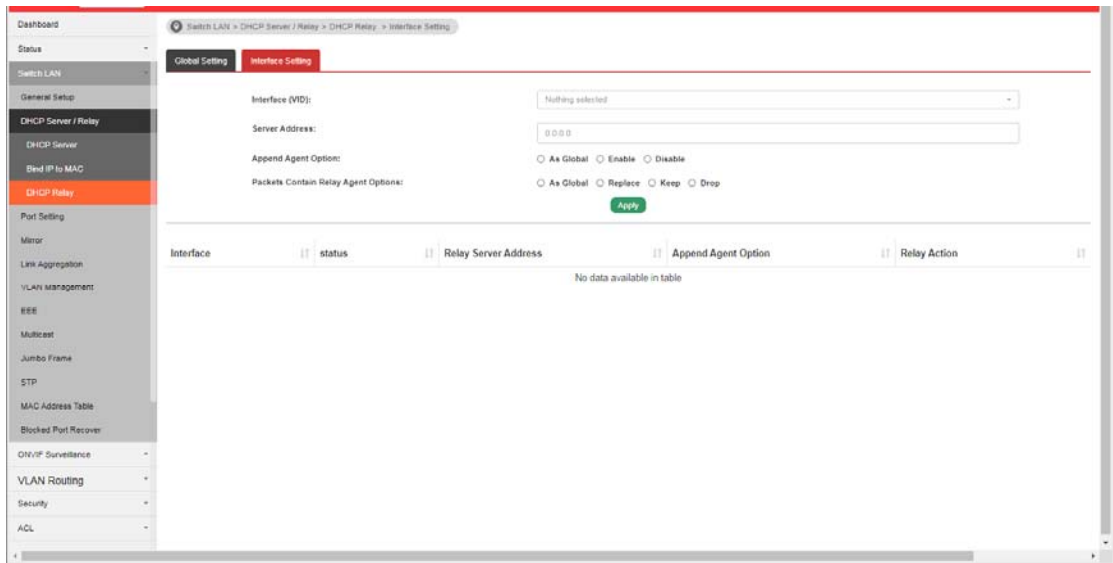 Dashboard
Status
Switch LAN
General Setup
DHCP Server / Relay
DHCP Server
Bind IP to MAC
DHCP Relay
Port Setting
Mirror
Link Aggregation
VLAN Management
EEE
Multicast
Jumbo Frame
STP
MAC Address Table
Blocked Port Recover
ONVIF Surveillance
VLAN Routing
Security
ACL
Switch LAN > DHCP Server / Relay > DHCP Relay > Interface Setting
Global Setting
Interface Setting
Interface (VID):
Nothing selected
Server Address:
0.0.0.0
Append Agent Option:
As Global Enable Disable
Packets Contain Relay Agent Options:
As Global Replace Keep Drop
Apply
Interface status Relay Server Address Append Agent Option Relay Action
No data available in table